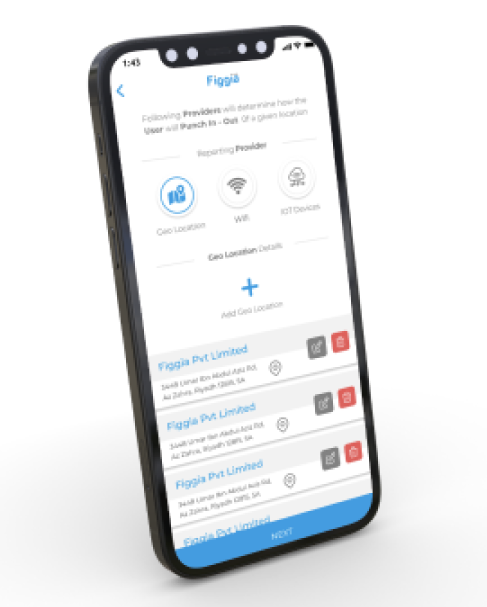 1:43
Figgiā
Following Providers will determine how the
User will Punch In - Out Of a given location
Reporting Provider
Geo Location
Wifi
IOT Devices
Geo Location Details
Add Geo Location
Figgia Pvt Limited
3448 Umar Ibn Abdul Aziz Rd,
Az Zahra, Riyadh 12815, SA
Figgia Pvt Limited
3448 Umar Ibn Abdul Aziz Rd,
Az Zahra, Riyadh 12815, SA
Figgia Pvt Limited
3448 Umar Ibn Abdul Aziz Rd,
Az Zahra, Riyadh 12815, SA
Figgia Pvt Limited
NEXT